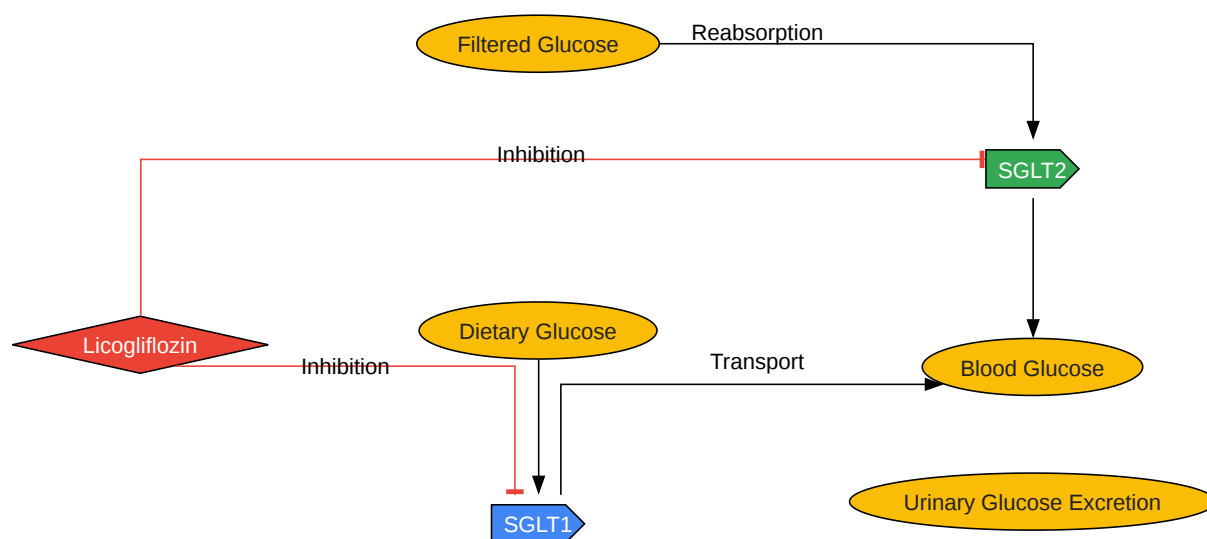 Filtered Glucose
Reabsorption
Inhibition
SGLT2
Licogliflozin
Dietary Glucose
Inhibition
Transport
Blood Glucose
Urinary Glucose Excretion
SGLT1